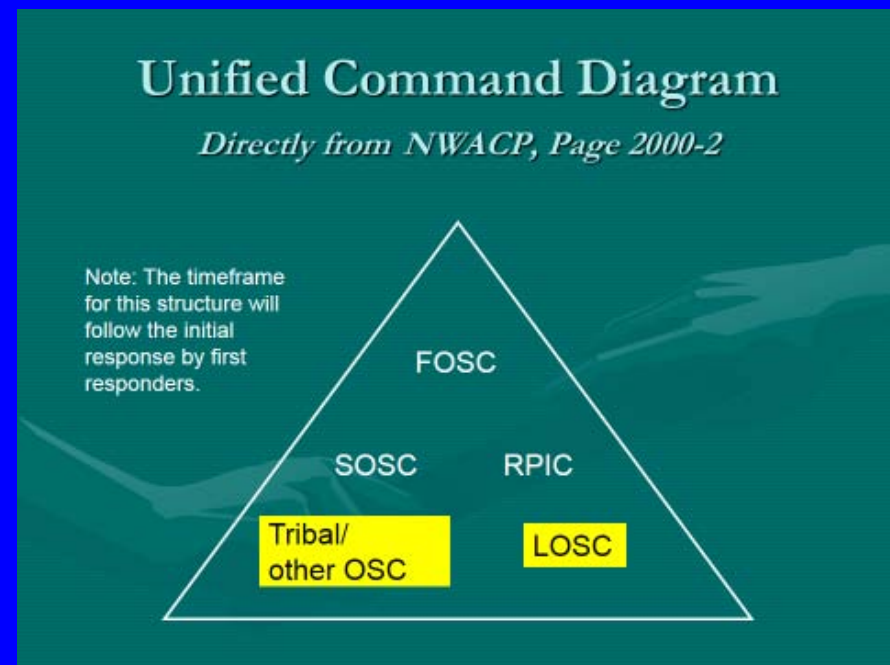 Unified Command Diagram
Directly from NWACP, Page 2000-2
Note: The timeframe
for this structure will
follow the initial
response by first
responders.
FOSC
SOSC
RPIC
Tribal/
other OSC
LOSC